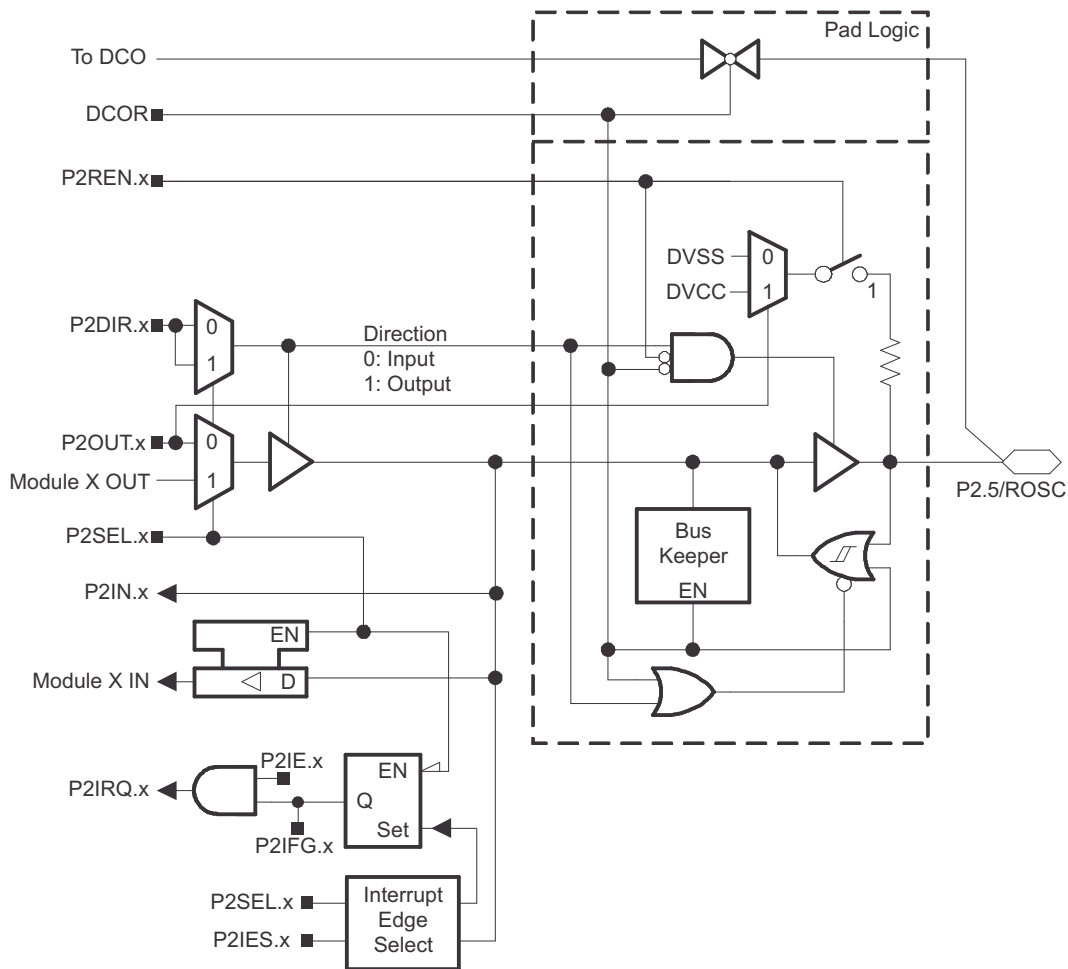 Pad Logic
To DCO
DCOR
P2REN.x
DVSS
0
DVCC
1
1
P2DIR.x
0
1
Direction
0: Input
1: Output
P2OUT.x
0
Module X OUT
1
P2.5/ROSC
P2SEL.x
Bus
Keeper
EN
P2IN.x
EN
Module X IN
D
P2IE.x
EN
P2IRQ.x
Q
Set
P2IFG.x
P2SEL.x
Interrupt
Edge
Select
P2IES.x